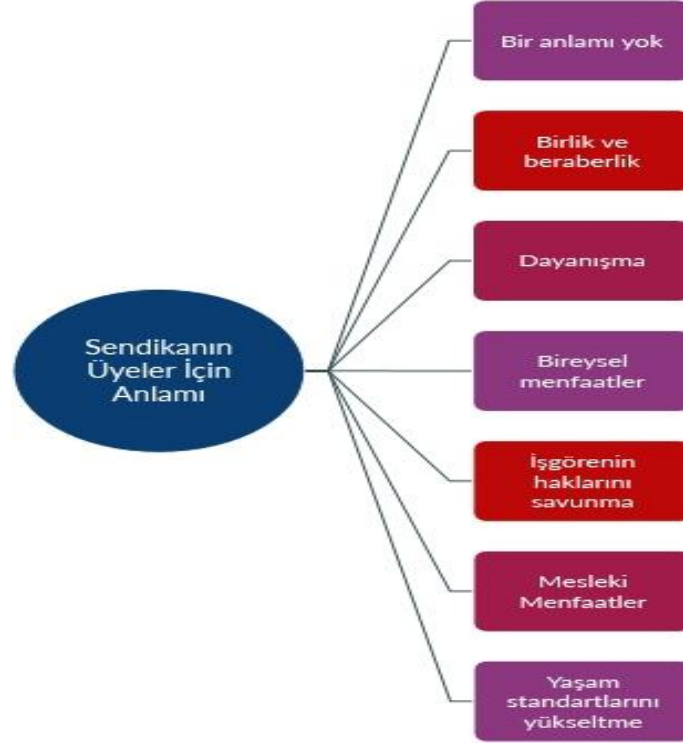 Sendikanın
Üyeler İçin
Anlamı
Bir anlamı yok
Birlik ve
beraberlik
Dayanışma
Bireysel
menfaatler
İşgörenin
haklarını
savunma
Mesleki
Menfaatler
Yaşam
standartlarını
yükseltme